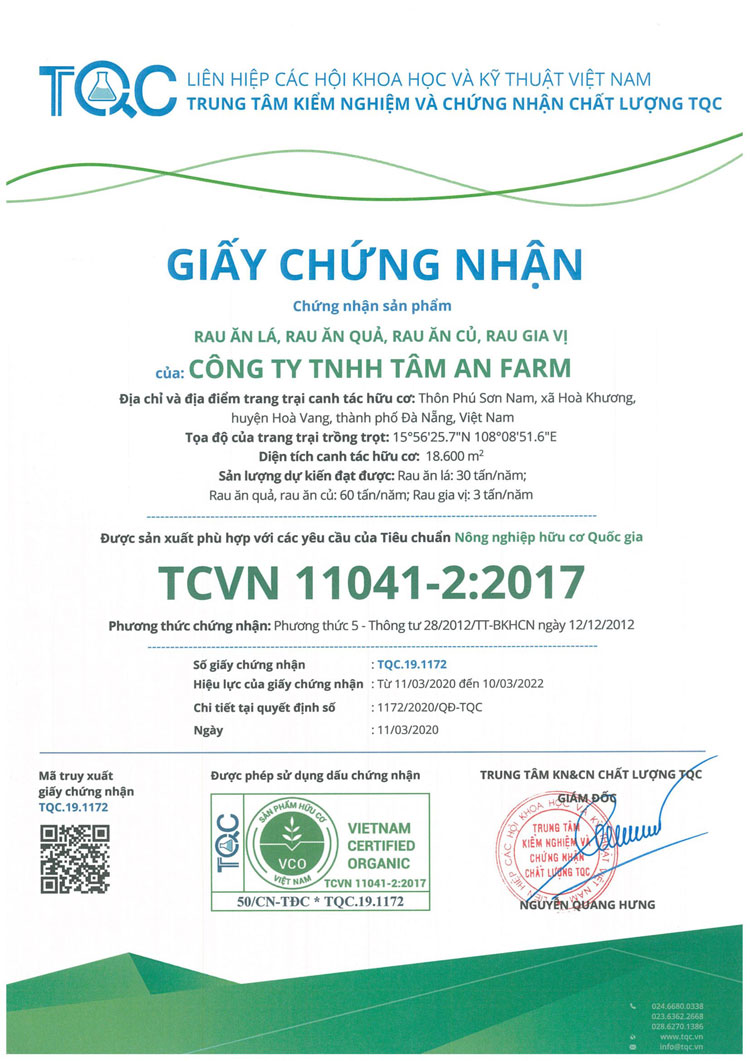 TQC
LIÊN HIỆP CÁC HỘI KHOA HỌC VÀ KỸ THUẬT VIỆT NAM
TRUNG TÂM KIỂM NGHIỆM VÀ CHỨNG NHẬN CHẤT LƯỢNG TQC
GIẤY CHỨNG NHẬN
Chứng nhận sản phẩm
RAU ĂN LÁ, RAU ĂN QUẢ, RAU ĂN CỦ, RAU GIA VỊ
của: CÔNG TY TNHH TÂM AN FARM
Địa chỉ và địa điểm trang trại canh tác hữu cơ: Thôn Phú Sơn Nam, xã Hoà Khương,
huyện Hoà Vang, thành phố Đà Nẵng, Việt Nam
Tọa độ của trang trại trồng trọt: 15°56'25.7"N 108°08'51.6"E
Diện tích canh tác hữu cơ: 18.600 m²
Sản lượng dự kiến đạt được: Rau ăn lá: 30 tấn/năm;
Rau ăn quả, rau ăn củ: 60 tấn/năm; Rau gia vị: 3 tấn/năm
Được sản xuất phù hợp với các yêu cầu của Tiêu chuẩn Nông nghiệp hữu cơ Quốc gia
TCVN 11041-2:2017
Phương thức chứng nhận: Phương thức 5 - Thông tư 28/2012/TT-BKHCN ngày 12/12/2012
Số giấy chứng nhận : TQC.19.1172
Hiệu lực của giấy chứng nhận : Từ 11/03/2020 đến 10/03/2022
Chi tiết tại quyết định số : 1172/2020/QĐ-TQC
Ngày : 11/03/2020
Mã truy xuất
giấy chứng nhận
TQC.19.1172
Được phép sử dụng dấu chứng nhận
TQC
SẢN PHẨM HỮU CƠ
VCO
VIỆT NAM
VIETNAM
CERTIFIED
ORGANIC
TCVN 11041-2:2017
50/CN-TĐC * TQC.19.1172
TRUNG TÂM KN&CN CHẤT LƯỢNG TQC
GIÁM ĐỐC
LIÊN HIỆP CÁC HỘI KHOA HỌC VÀ KỸ THUẬT VIỆT NAM
TRUNG TÂM
KIỂM NGHIỆM VÀ
CHỨNG NHẬN
CHẤT LƯỢNG TQC
NGUYỄN QUANG HƯNG
024.6680.0338
023.6362.2668
028.6270.1386
www.tqc.vn
info@tqc.vn